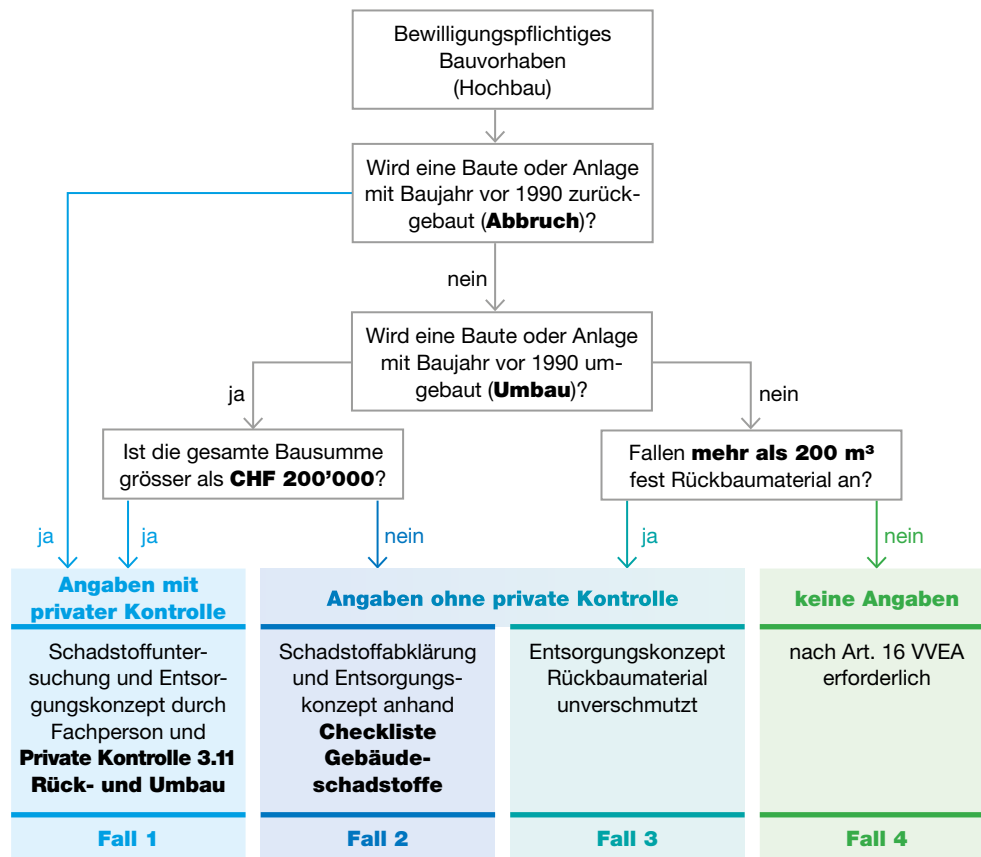 Bewilligungspflichtiges
Bauvorhaben
(Hochbau)
Wird eine Baute oder Anlage
mit Baujahr vor 1990 zurück-
gebaut (Abbruch)?
nein
Wird eine Baute oder Anlage
mit Baujahr vor 1990 um-
gebaut (Umbau)?
ja
nein
Ist die gesamte Bausumme
grösser als CHF 200’000?
Fallen mehr als 200 m³
fest Rückbaumaterial an?
ja
ja
nein
ja
nein
Angaben mit
privater Kontrolle
Schadstoffunter-
suchung und Entsor-
gungskonzept durch
Fachperson und
Private Kontrolle 3.11
Rück- und Umbau
Fall 1
Angaben ohne private Kontrolle
Schadstoffabklärung
und Entsorgungs-
konzept anhand
Checkliste
Gebäude-
schadstoffe
Fall 2
Entsorgungskonzept
Rückbaumaterial
unverschmutzt
Fall 3
keine Angaben
nach Art. 16 VVEA
erforderlich
Fall 4